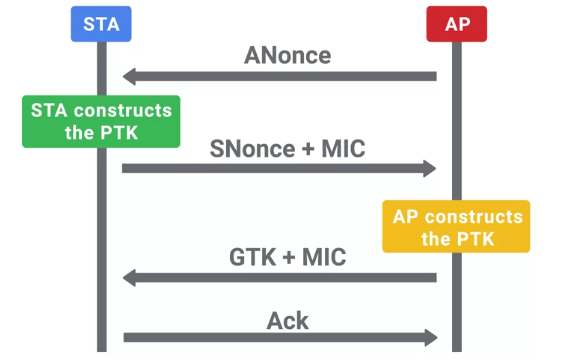 STA
AP
ANonce
STA constructs
the PTK
SNonce + MIC
AP constructs
the PTK
GTK + MIC
Ack